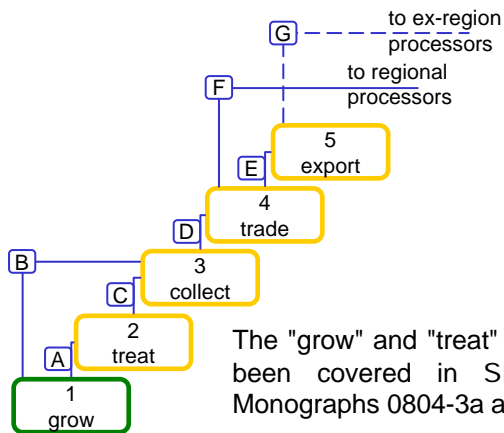 G
to ex-region
processors
F
to regional
processors
5
export
E
4
trade
D
B
3
collect
C
2
treat
A
1
grow
The "grow" and "treat"
been covered in S
Monographs 0804-3a a